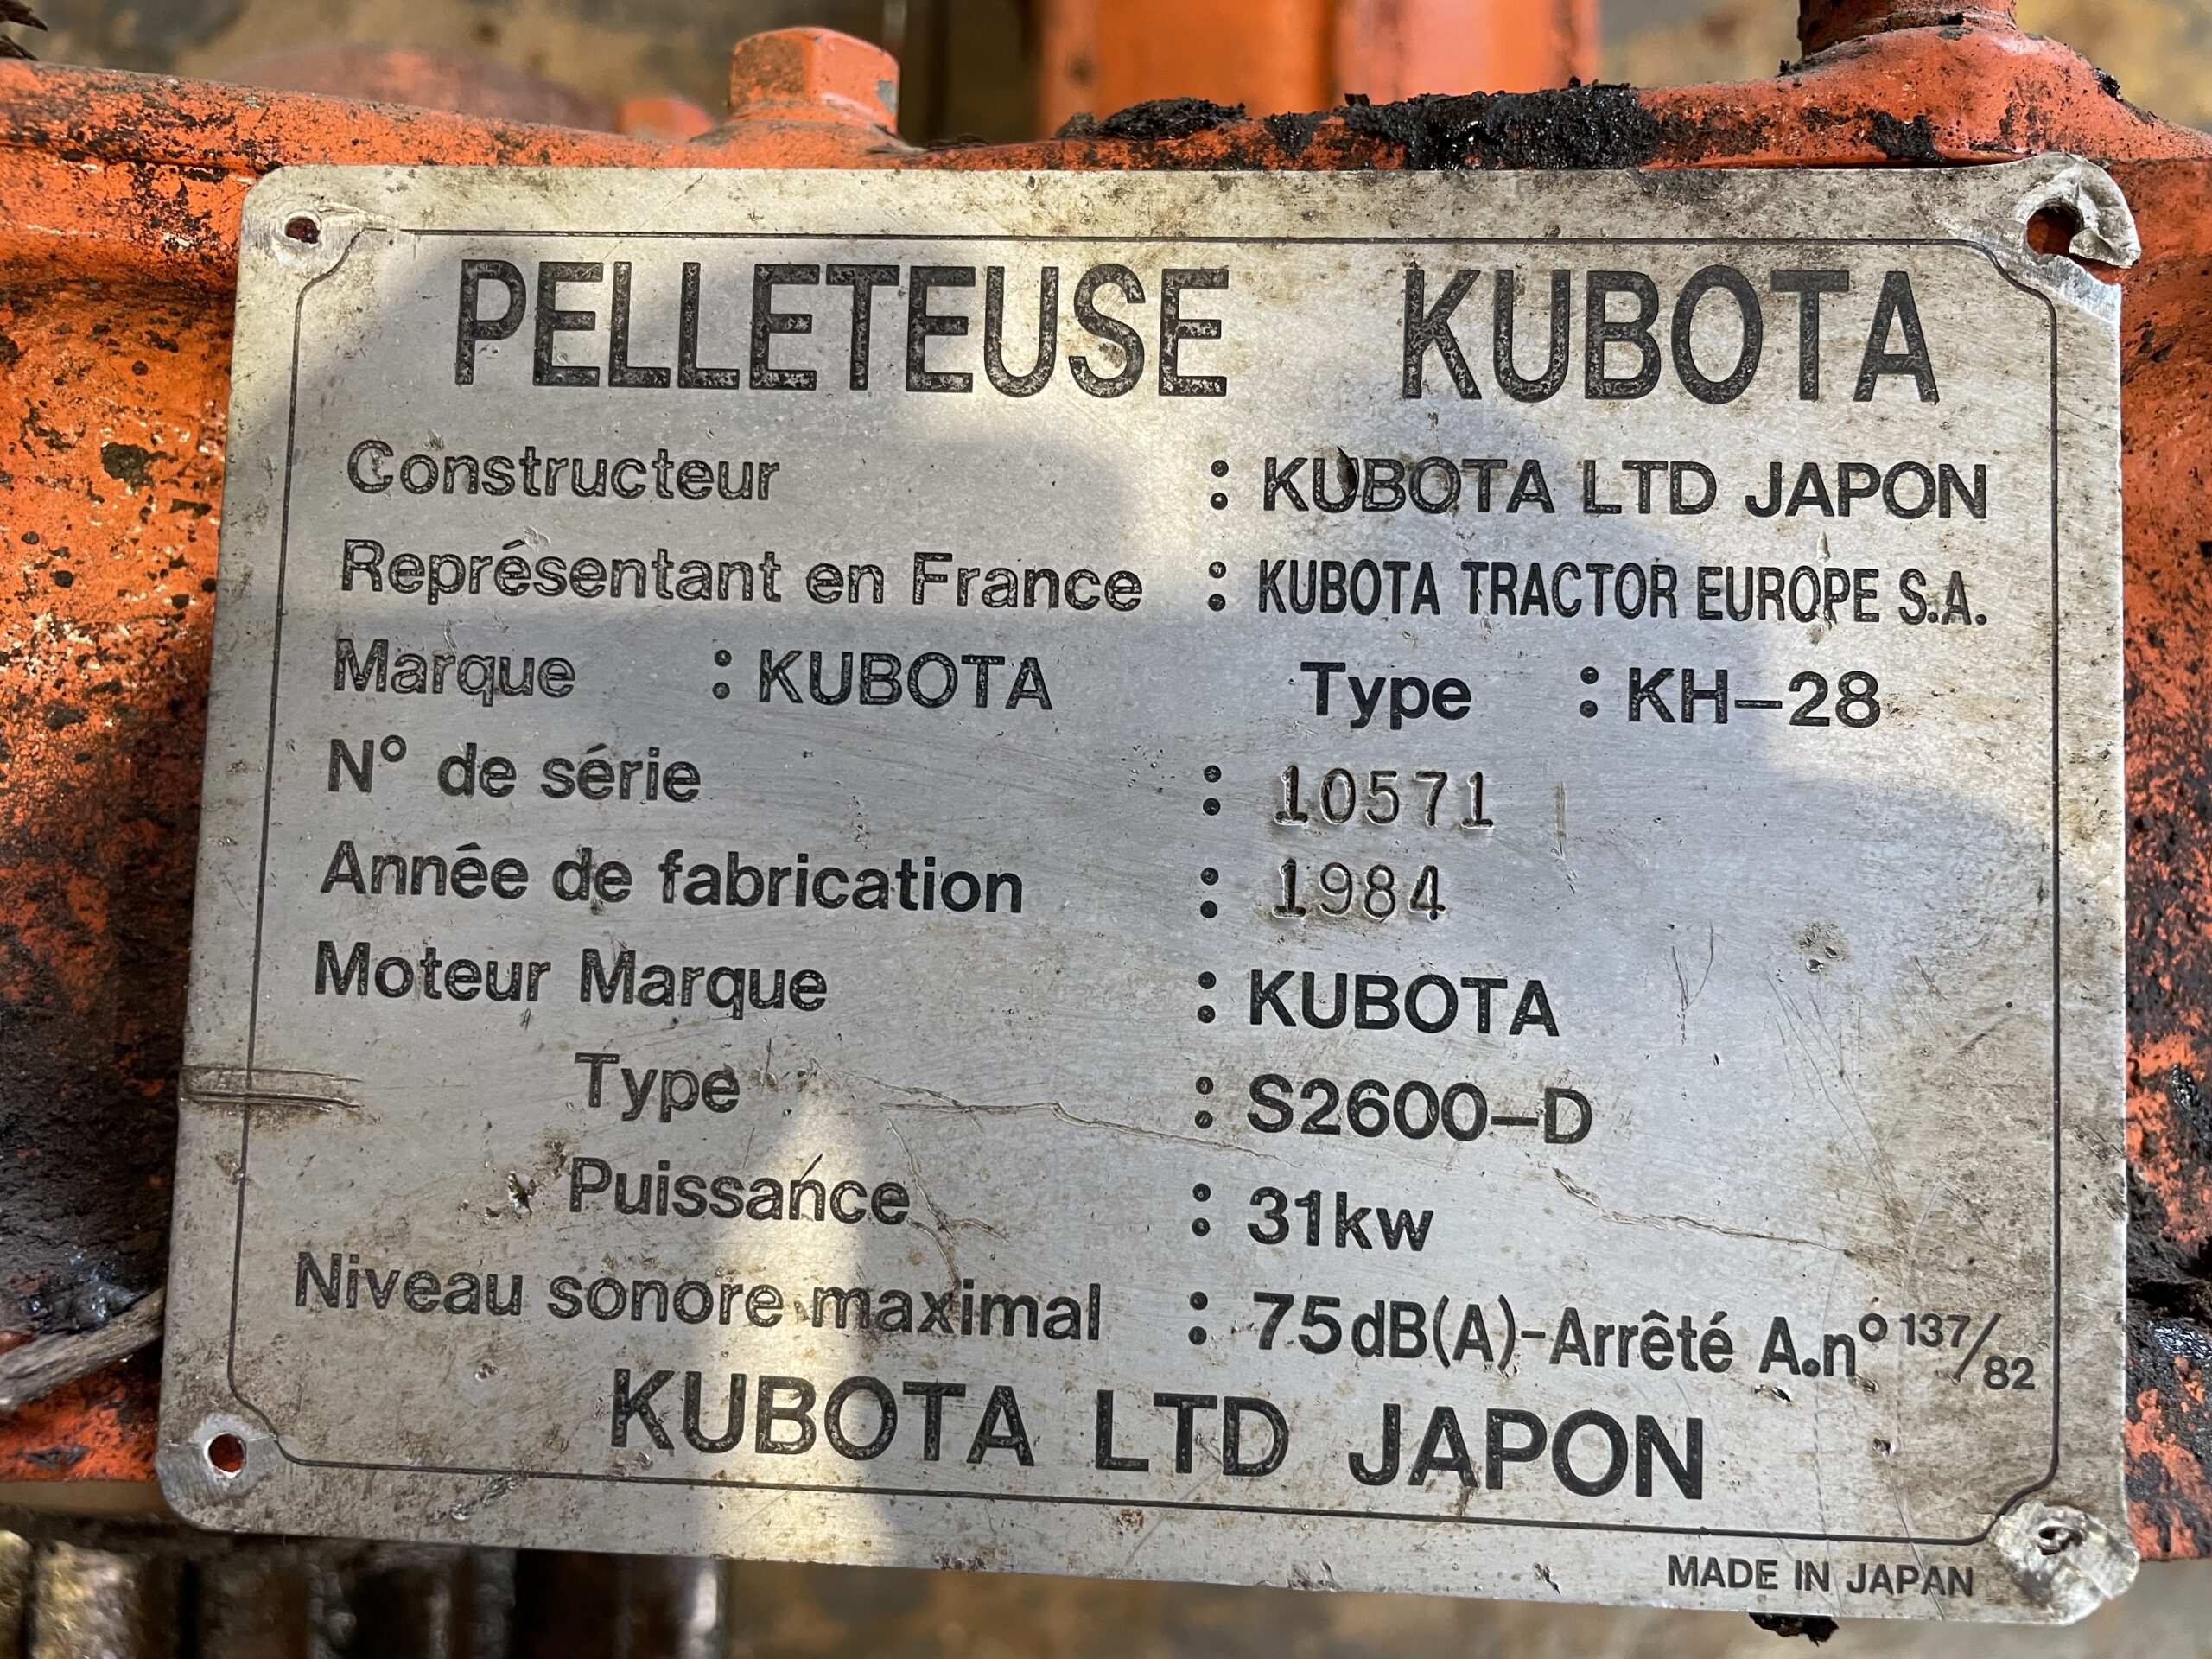 PELLETEUSE KUBOTA
Constructeur : KUBOTA LTD JAPON
Représentant en France : KUBOTA TRACTOR EUROPE S.A.
Marque : KUBOTA Type : KH-28
N° de série : 10571
Année de fabrication : 1984
Moteur Marque : KUBOTA
Type : S2600-D
Puissance : 31kw
Niveau sonore maximal : 75dB(A)-Arrêté A.n° 137/82
KUBOTA LTD JAPON
MADE IN JAPAN